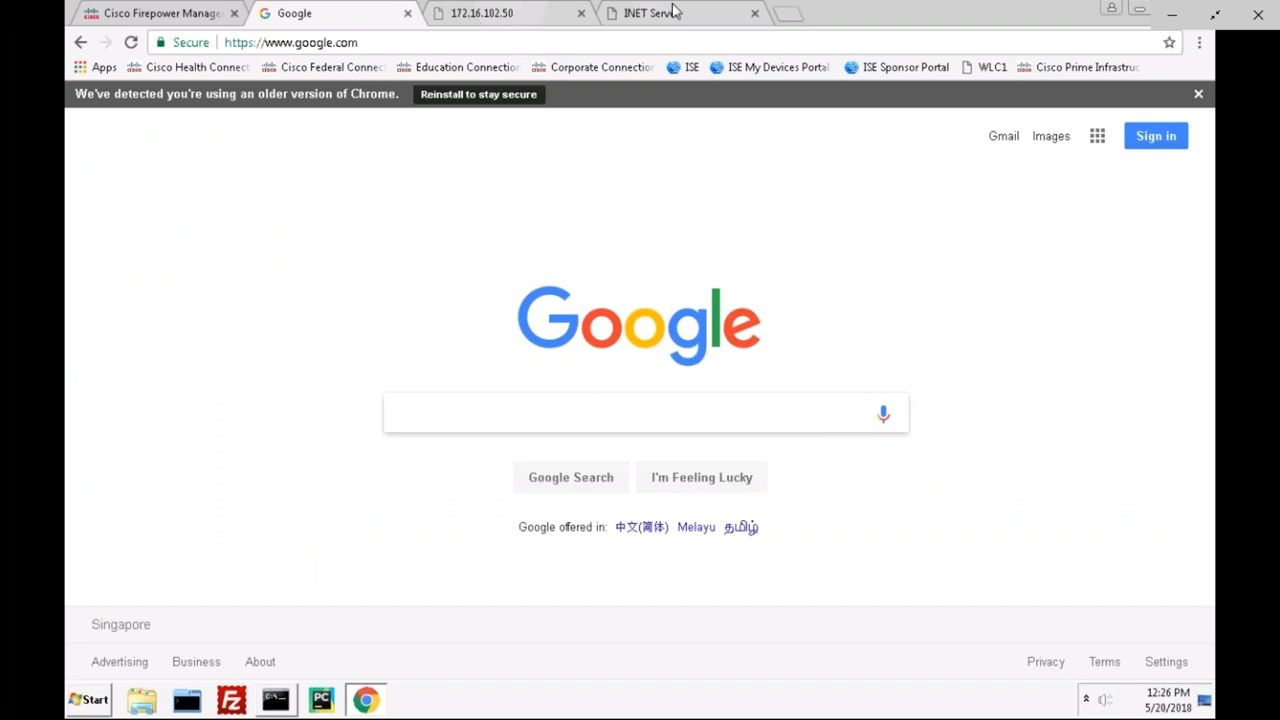 Cisco Firepower Manage
Google
172.16.102.50
INET Serv
Secure
https://www.google.com
Apps
Cisco Health Connect
Cisco Federal Connec
Education Connection
Corporate Connection
ISE
ISE My Devices Portal
ISE Sponsor Portal
WLC1
Cisco Prime Infrastruc
We've detected you're using an older version of Chrome.
Reinstall to stay secure
Gmail
Images
Sign in
Google
Google Search
I'm Feeling Lucky
Google offered in: 中文(简体) Melayu தமிழ்
Singapore
Advertising
Business
About
Privacy
Terms
Settings
Start
Fz
C:\.
PC
12:26 PM
5/20/2018